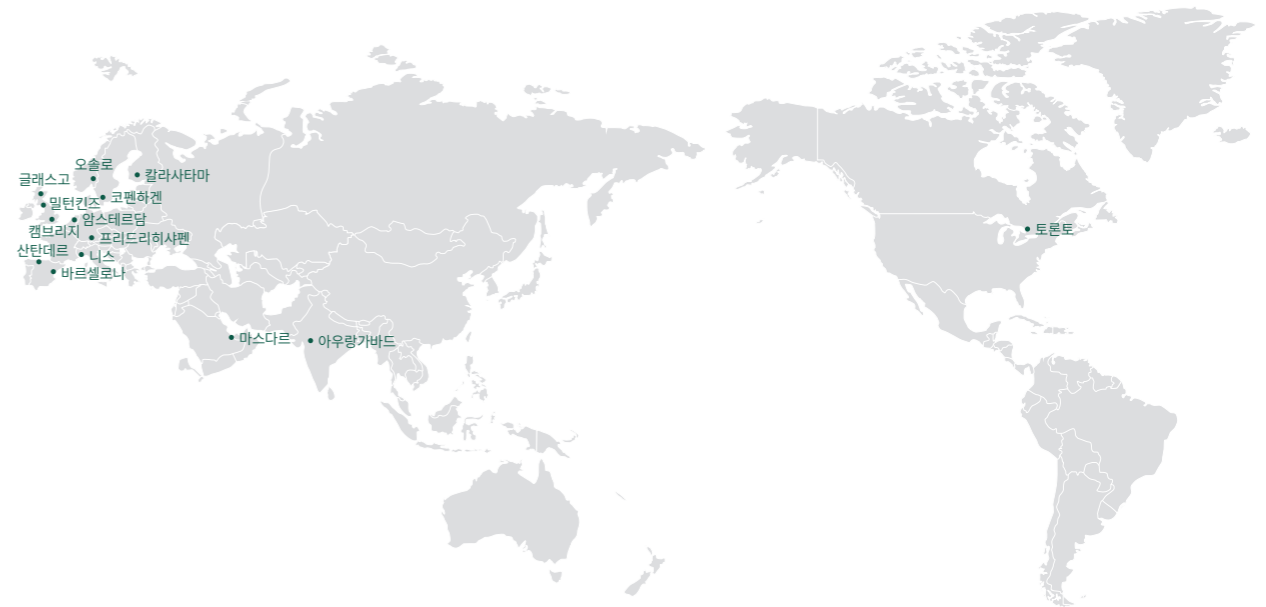 오솔로
글래스고
칼라사타마
밀턴킨즈
코펜하겐
암스테르담
캠브리지
프리드리히샤펜
산탄데르
니스
바르셀로나
토론토
마스다르
아우랑가바드